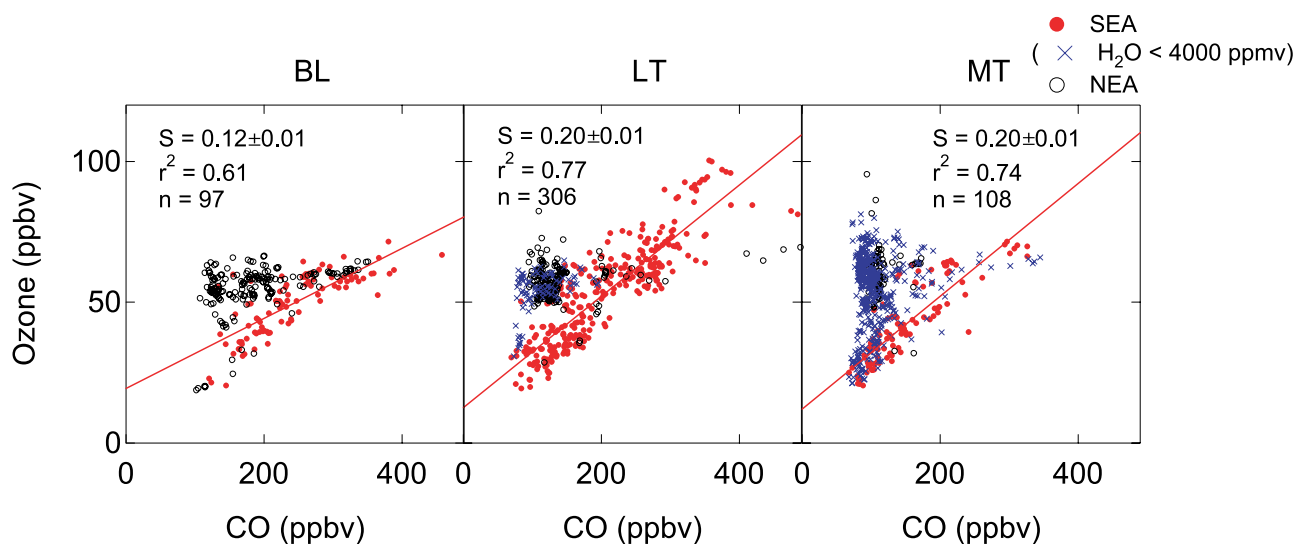 SEA
( × H₂O < 4000 ppmv)
NEA
BL
LT
MT
S = 0.12±0.01
r² = 0.61
n = 97
S = 0.20±0.01
r² = 0.77
n = 306
S = 0.20±0.01
r² = 0.74
n = 108
Ozone (ppbv)
100
50
0
0 200 400 0 200 400 0 200 400
CO (ppbv) CO (ppbv) CO (ppbv)